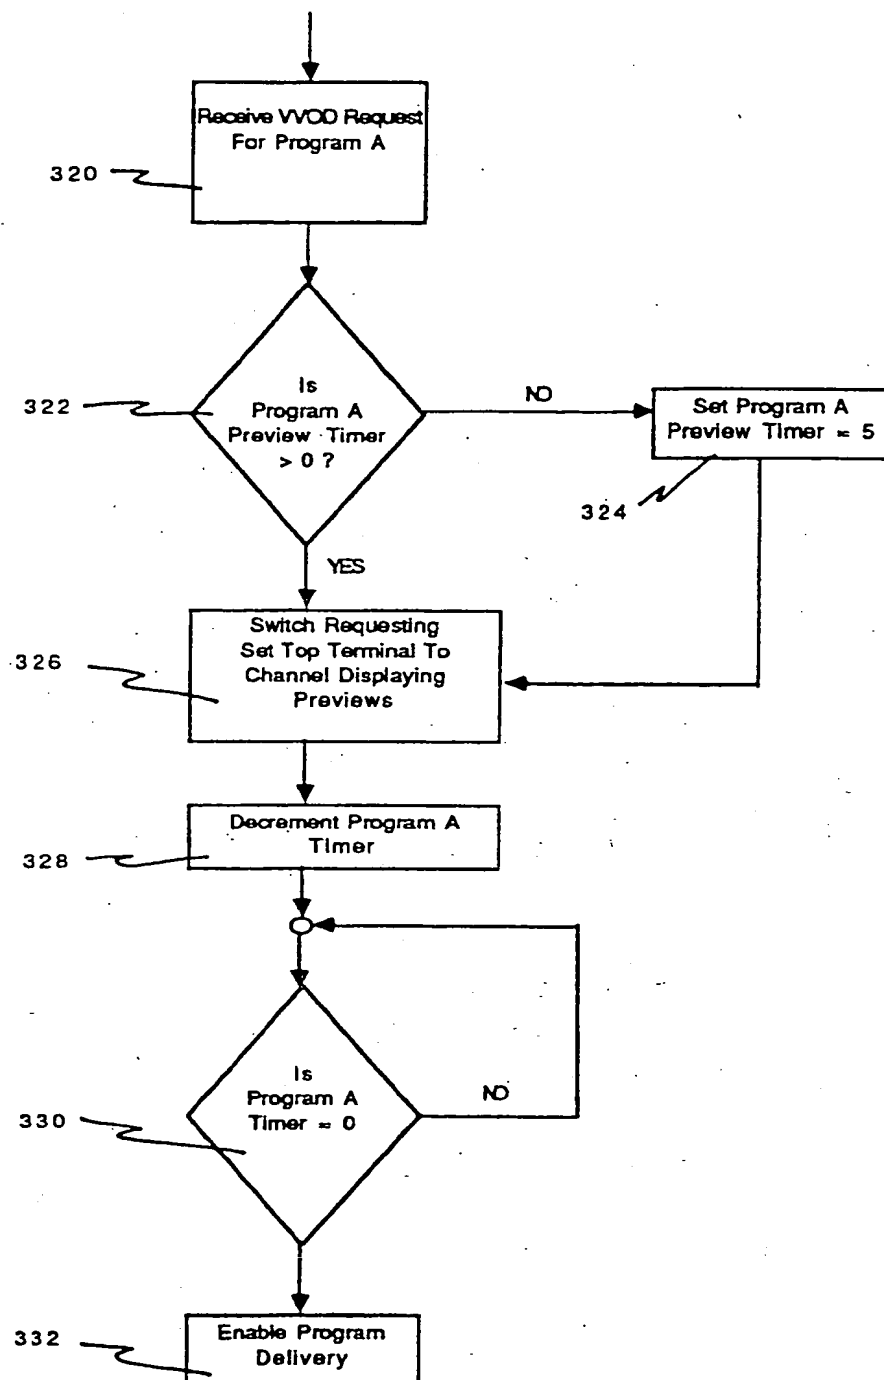 Receive VVOD Request
For Program A
320
Is
Program A
Preview Timer
> 0 ?
322
NO
Set Program A
Preview Timer = 5
324
YES
Switch Requesting
Set Top Terminal To
Channel Displaying
Previews
326
Decrement Program A
Timer
328
Is
Program A
Timer = 0
330
NO
Enable Program
Delivery
332